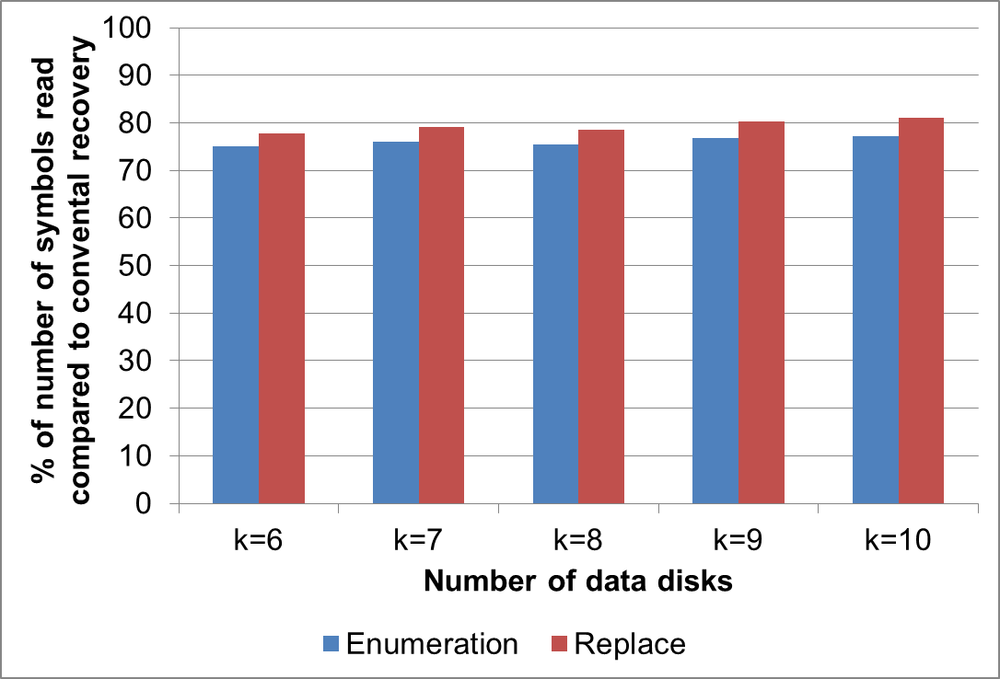 % of number of symbols read
compared to convental recovery
100
90
80
70
60
50
40
30
20
10
0
k=6 k=7 k=8 k=9 k=10
Number of data disks
Enumeration Replace